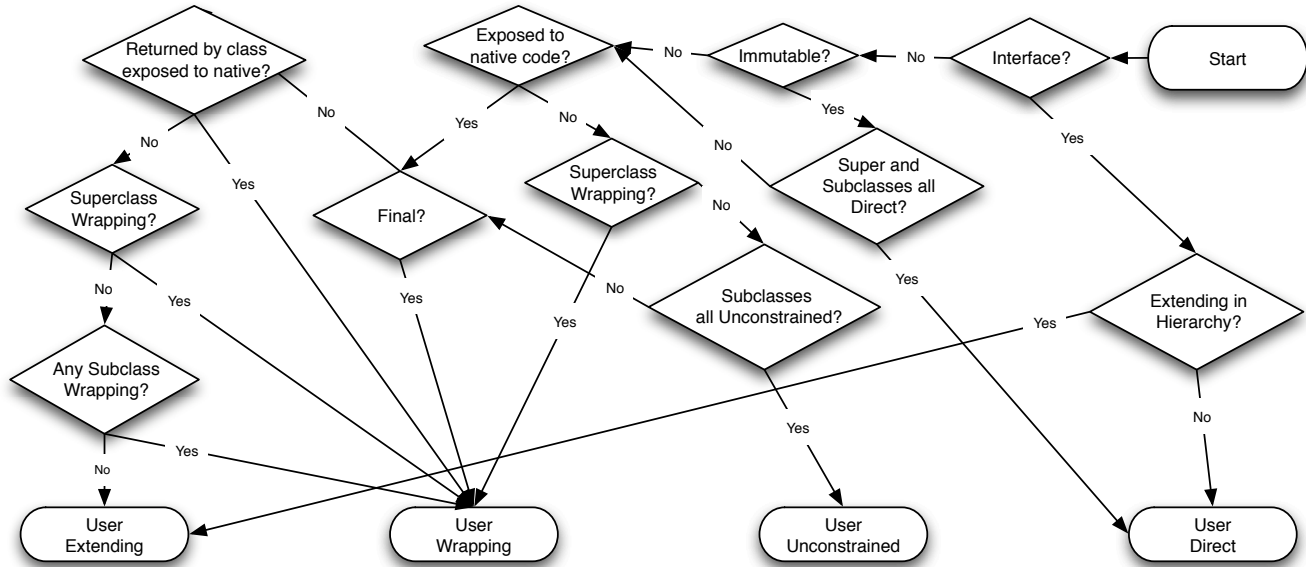 Returned by class
exposed to native?
Exposed to
native code?
No
Immutable?
No
Interface?
Start
No
Yes
No
Yes
Yes
No
No
Yes
Superclass
Wrapping?
Final?
Superclass
Wrapping?
No
Super and
Subclasses all
Direct?
No
Yes
No
Yes
Yes
Yes
No
Subclasses
all Unconstrained?
Yes
Yes
Extending in
Hierarchy?
Any Subclass
Wrapping?
No
Yes
Yes
No
User
Extending
User
Wrapping
User
Unconstrained
User
Direct